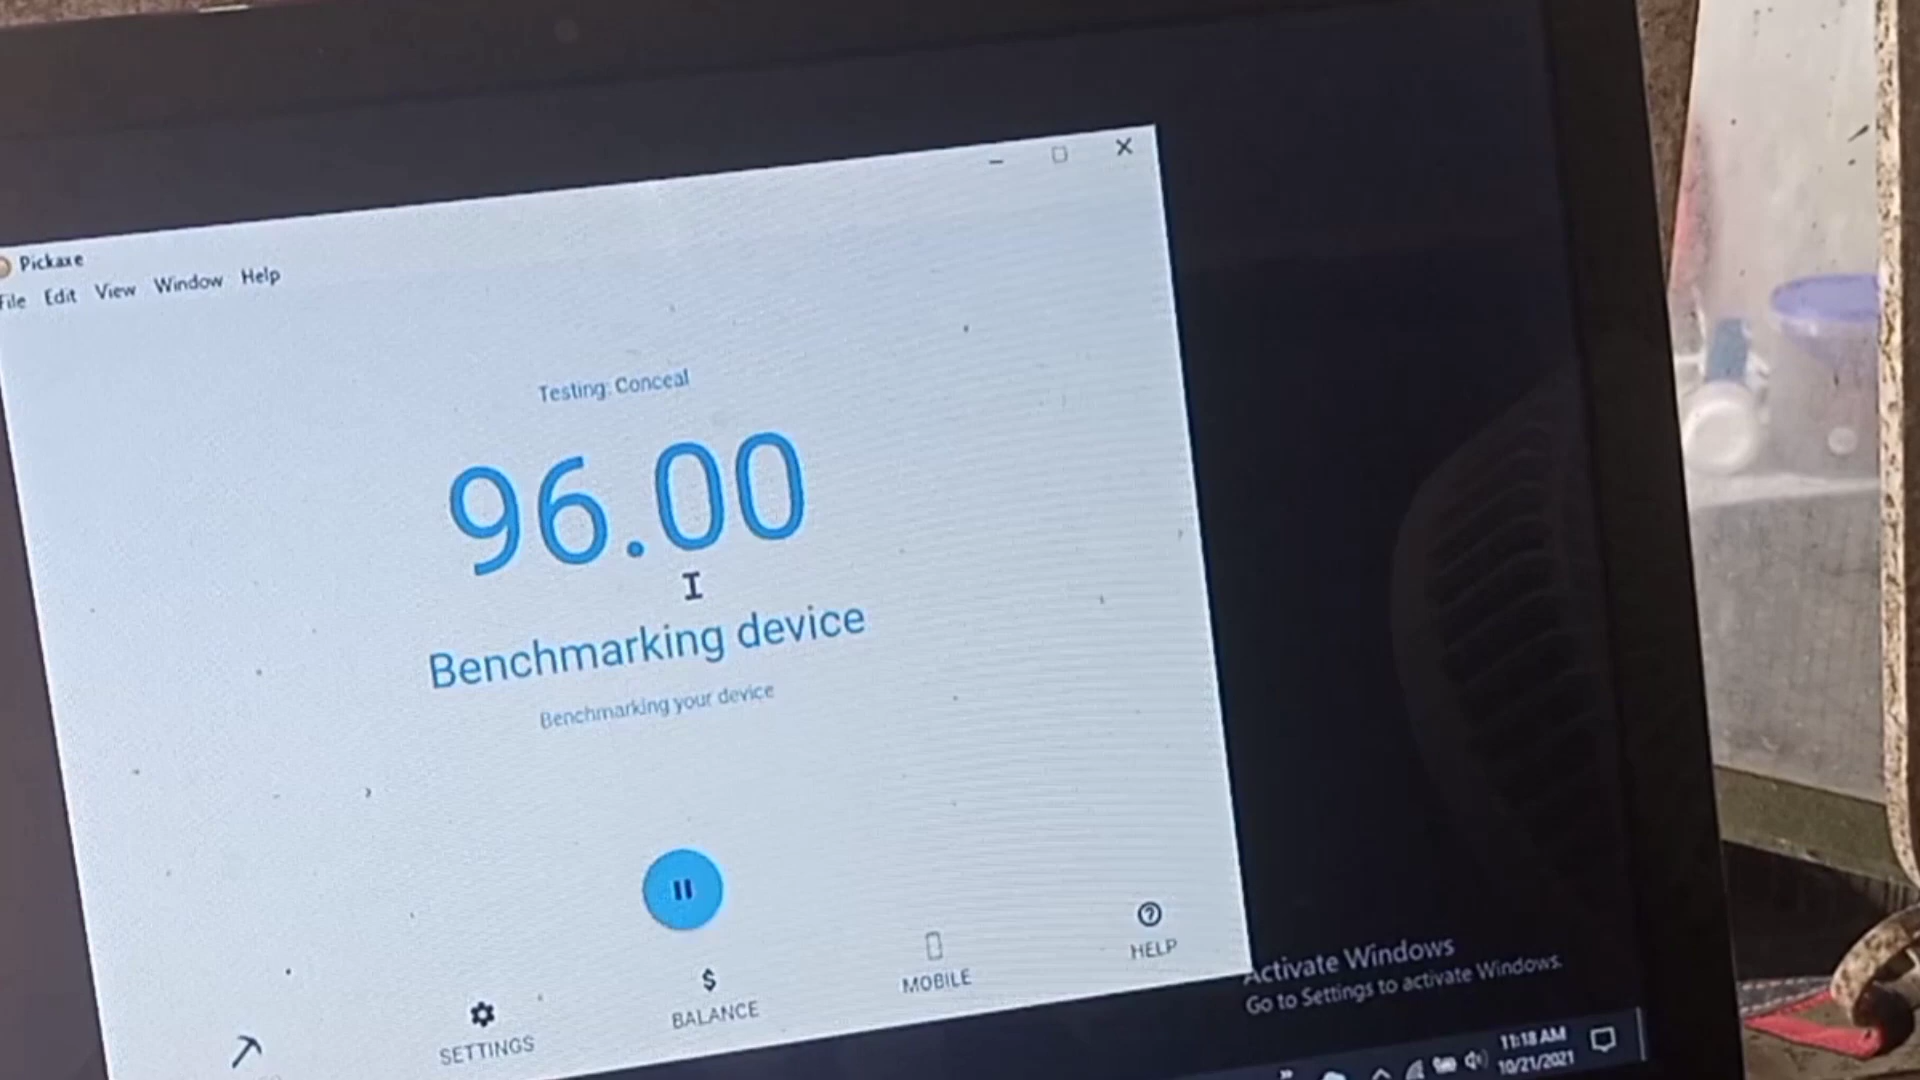 Pickaxe
File Edit View Window Help
Testing: Conceal
96.00
Benchmarking device
Benchmarking your device
SETTINGS
BALANCE
MOBILE
HELP
Activate Windows
Go to Settings to activate Windows.
11:18 AM
10/21/2021